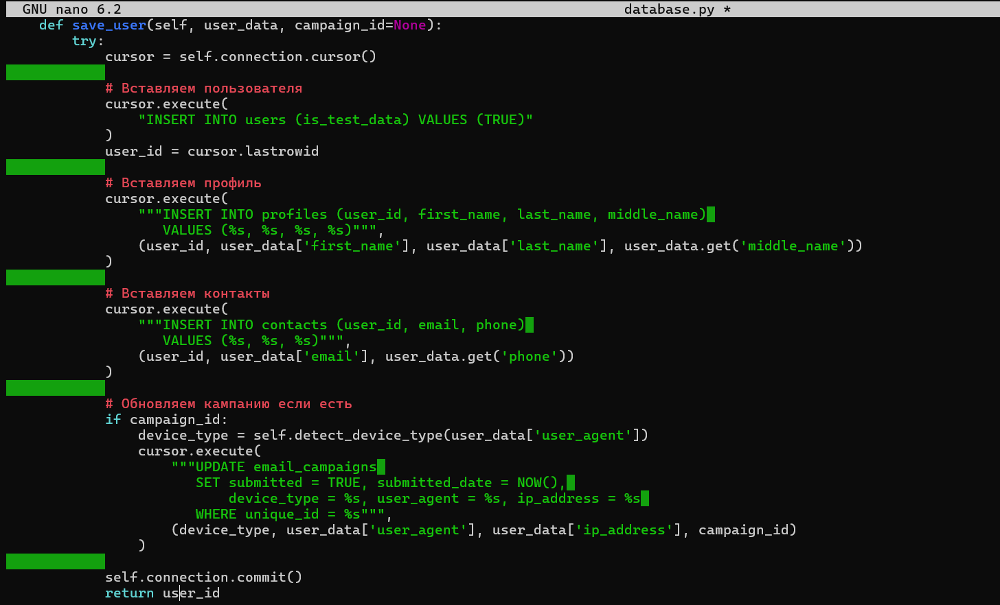 GNU nano 6.2 database.py *
def save_user(self, user_data, campaign_id=None):
try:
cursor = self.connection.cursor()
# Вставляем пользователя
cursor.execute(
"INSERT INTO users (is_test_data) VALUES (TRUE)"
)
user_id = cursor.lastrowid
# Вставляем профиль
cursor.execute(
"""INSERT INTO profiles (user_id, first_name, last_name, middle_name)
VALUES (%s, %s, %s, %s)""",
(user_id, user_data['first_name'], user_data['last_name'], user_data.get('middle_name'))
)
# Вставляем контакты
cursor.execute(
"""INSERT INTO contacts (user_id, email, phone)
VALUES (%s, %s, %s)""",
(user_id, user_data['email'], user_data.get('phone'))
)
# Обновляем кампанию если есть
if campaign_id:
device_type = self.detect_device_type(user_data['user_agent'])
cursor.execute(
"""UPDATE email_campaigns
SET submitted = TRUE, submitted_date = NOW(),
device_type = %s, user_agent = %s, ip_address = %s
WHERE unique_id = %s""",
(device_type, user_data['user_agent'], user_data['ip_address'], campaign_id)
)
self.connection.commit()
return user_id